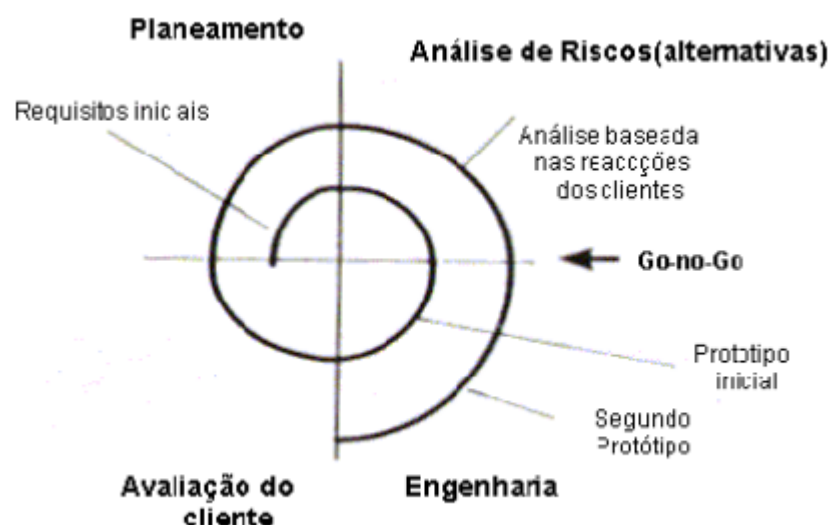 Planeamento
Análise de Riscos(alternativas)
Requisitos iniciais
Análise baseada
nas reacções
dos clientes
Go-no-Go
Protótipo
inicial
Segundo
Protótipo
Avaliação do
cliente
Engenharia